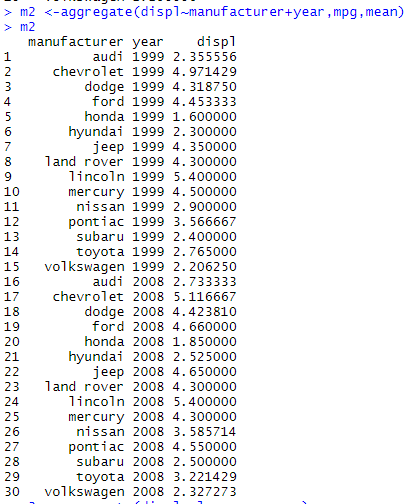 > m2 <-aggregate(displ~manufacturer+year,mpg,mean)
> m2
manufacturer year displ
1 audi 1999 2.355556
2 chevrolet 1999 4.971429
3 dodge 1999 4.318750
4 ford 1999 4.453333
5 honda 1999 1.600000
6 hyundai 1999 2.300000
7 jeep 1999 4.350000
8 land rover 1999 4.300000
9 lincoln 1999 5.400000
10 mercury 1999 4.500000
11 nissan 1999 2.900000
12 pontiac 1999 3.566667
13 subaru 1999 2.400000
14 toyota 1999 2.765000
15 volkswagen 1999 2.206250
16 audi 2008 2.733333
17 chevrolet 2008 5.116667
18 dodge 2008 4.423810
19 ford 2008 4.660000
20 honda 2008 1.850000
21 hyundai 2008 2.525000
22 jeep 2008 4.650000
23 land rover 2008 4.300000
24 lincoln 2008 5.400000
25 mercury 2008 4.300000
26 nissan 2008 3.585714
27 pontiac 2008 4.550000
28 subaru 2008 2.500000
29 toyota 2008 3.221429
30 volkswagen 2008 2.327273